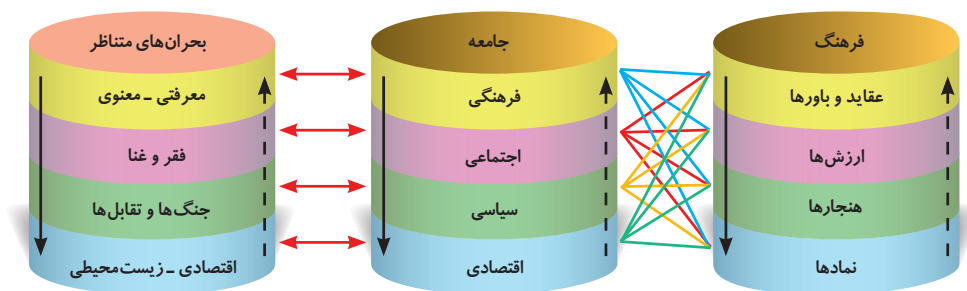 فرهنگ
عقاید و باورها
ارزش‌ها
هنجارها
نمادها
جامعه
فرهنگی
اجتماعی
سیاسی
اقتصادی
بحران‌های متناظر
معرفتی ـ معنوی
فقر و غنا
جنگ‌ها و تقابل‌ها
اقتصادی ـ زیست‌محیطی